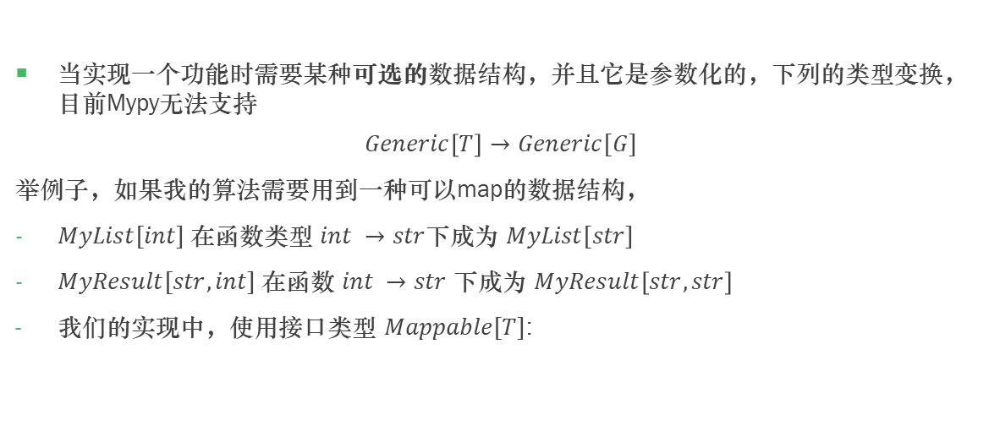 ▪ 当实现一个功能时需要某种可选的数据结构，并且它是参数化的，下列的类型变换，
目前Mypy无法支持
Generic[T] → Generic[G]
举例子，如果我的算法需要用到一种可以map的数据结构，
- MyList[int] 在函数类型 int → str下成为 MyList[str]
- MyResult[str,int] 在函数 int → str 下成为 MyResult[str,str]
- 我们的实现中，使用接口类型 Mappable[T]: